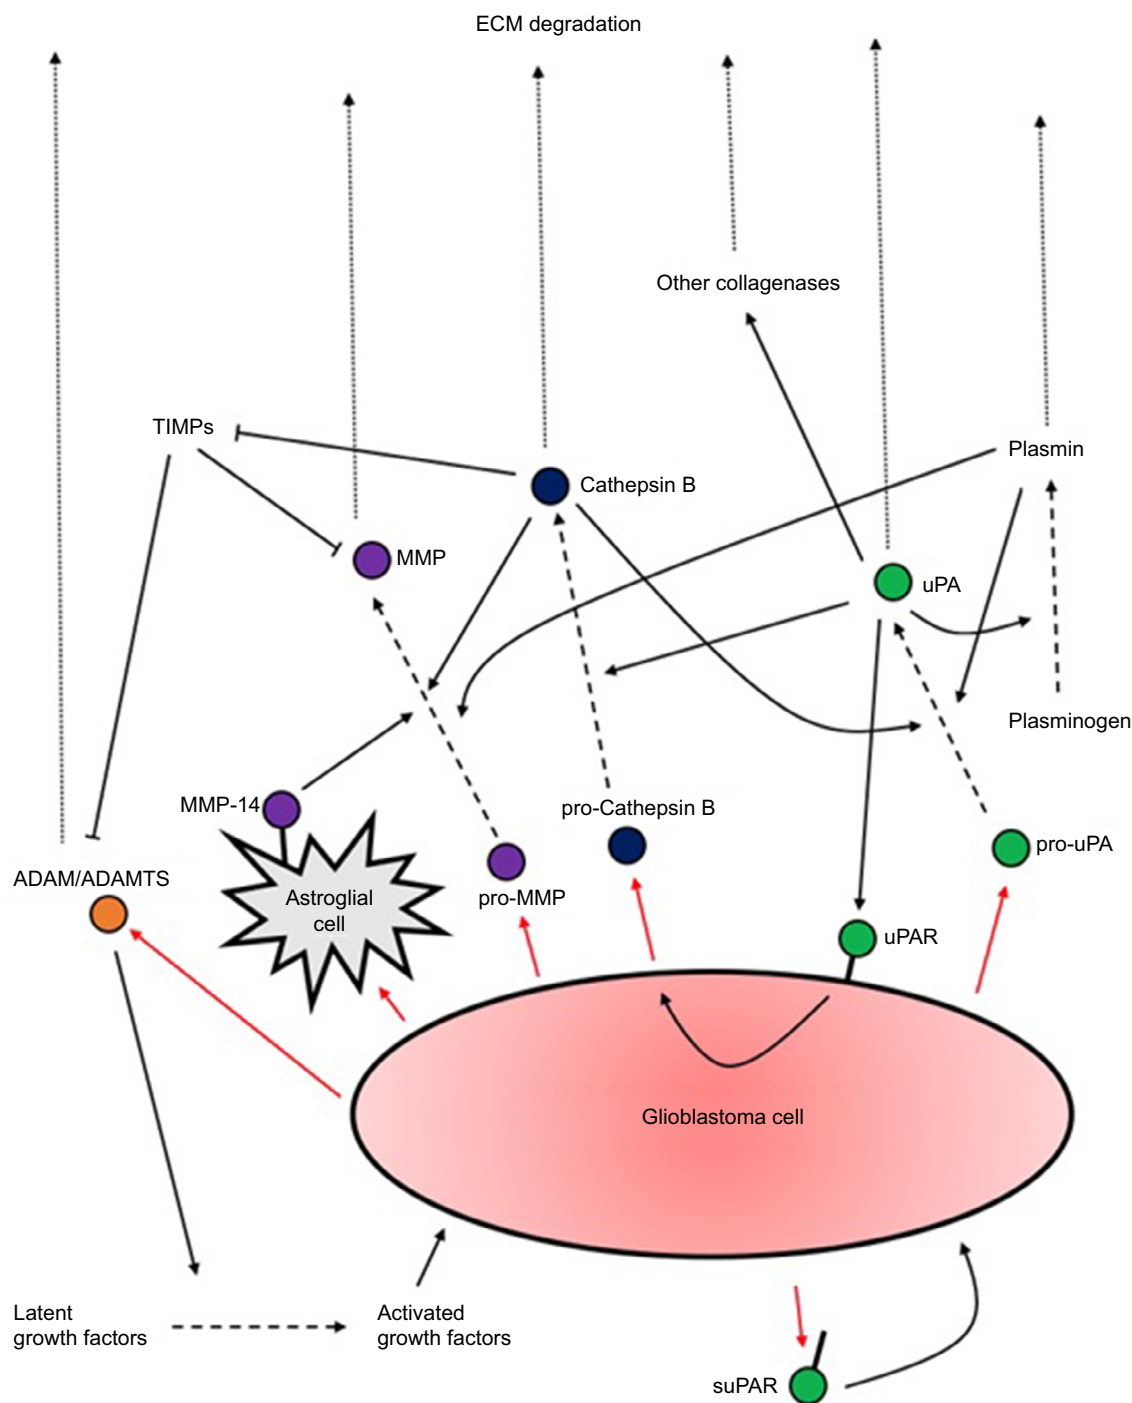 ECM degradation
Other collagenases
TIMPs
Plasmin
Cathepsin B
MMP
uPA
Plasminogen
MMP-14
pro-Cathepsin B
pro-uPA
ADAM/ADAMTS
Astroglial
cell
pro-MMP
uPAR
Glioblastoma cell
Latent
growth factors
Activated
growth factors
suPAR